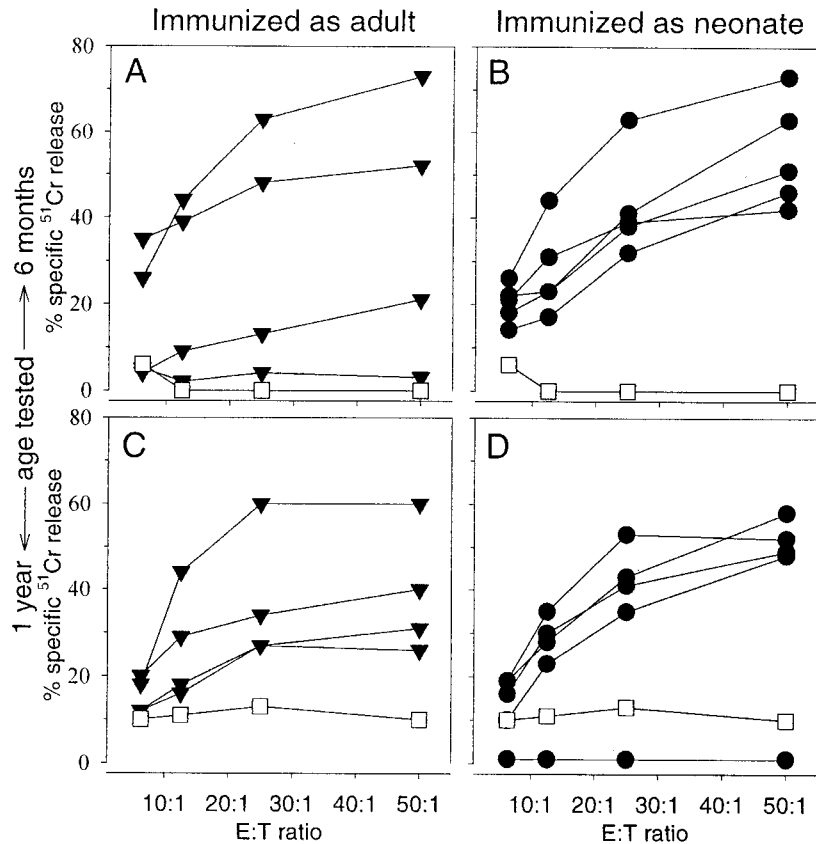 Immunized as adult
Immunized as neonate
A
B
80
60
40
20
0
% specific ⁵¹Cr release
1 year ← age tested → 6 months
C
D
80
60
40
20
0
% specific ⁵¹Cr release
10:1 20:1 30:1 40:1 50:1
E:T ratio
10:1 20:1 30:1 40:1 50:1
E:T ratio